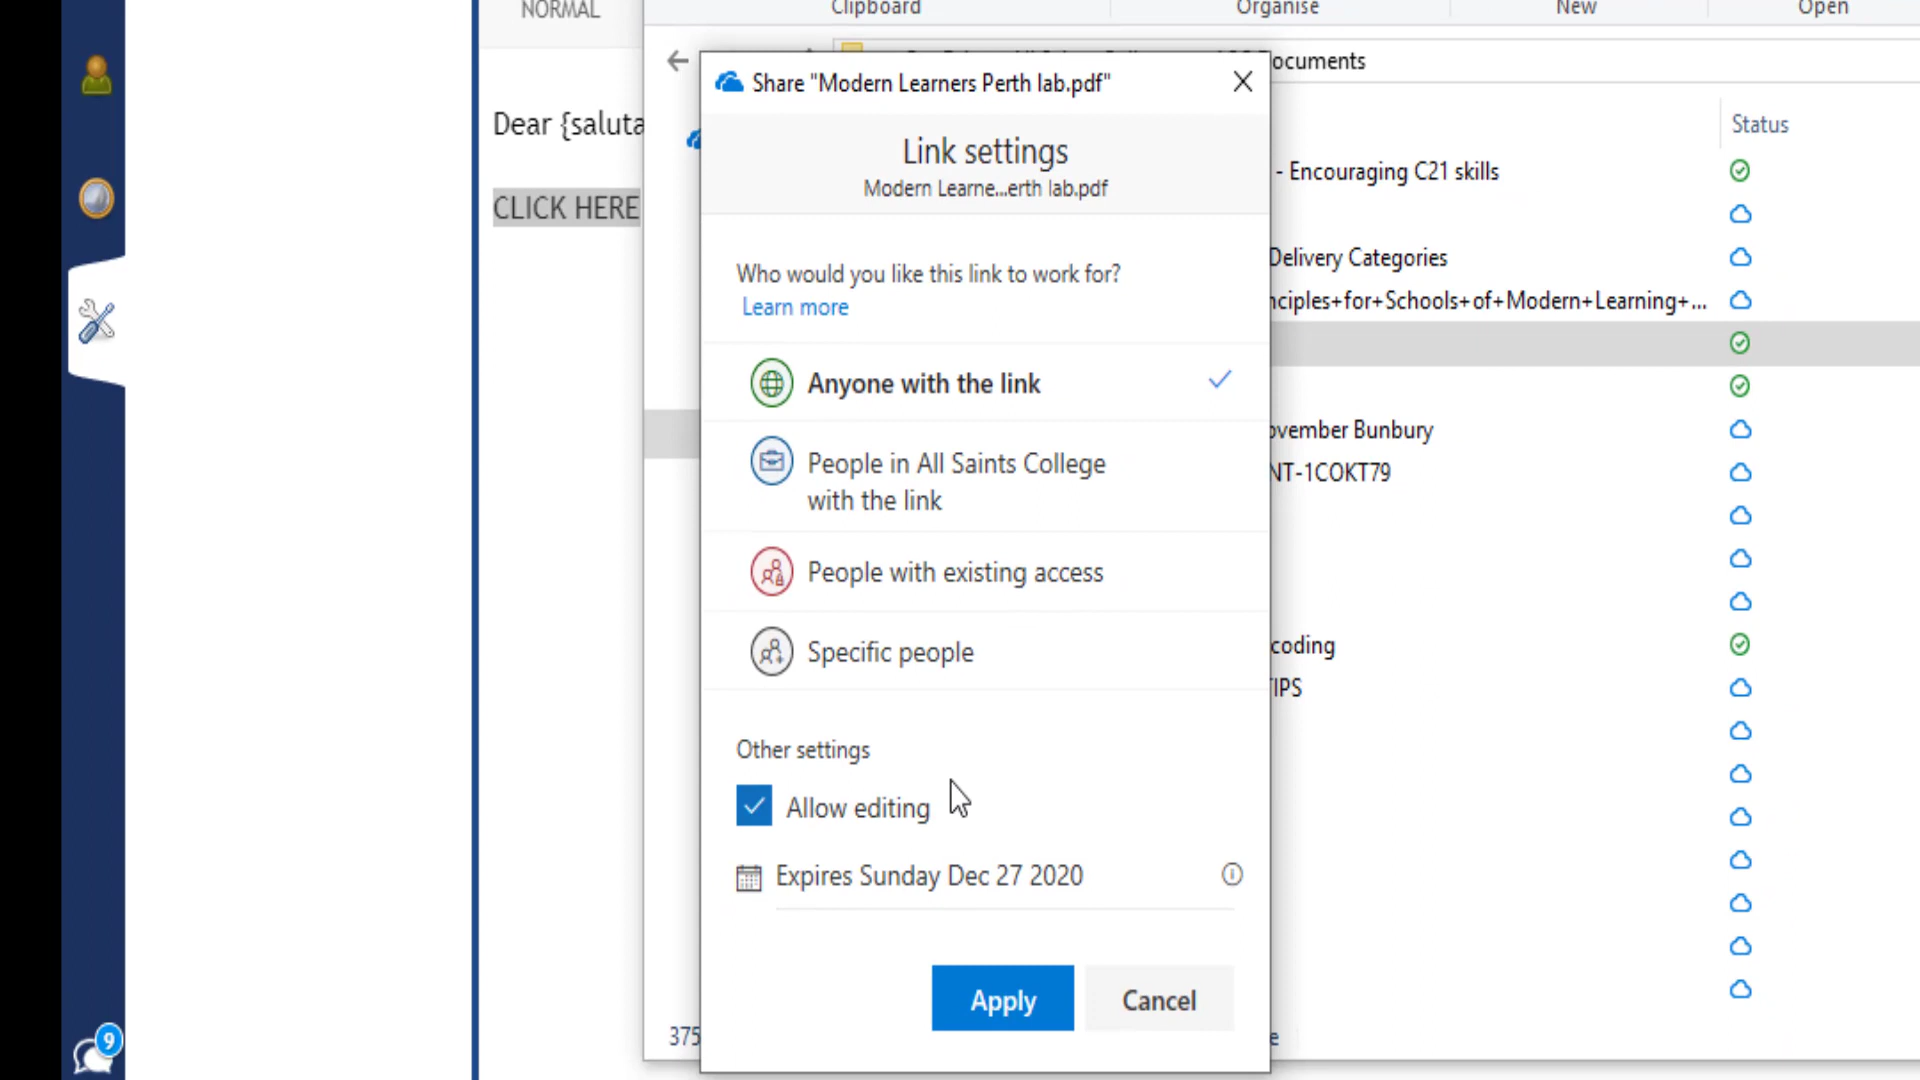 NORMAL
Clipboard
Organise
New
Open
ocuments
Share "Modern Learners Perth lab.pdf"
Dear {saluta
Status
Link settings
- Encouraging C21 skills
Modern Learne...erth lab.pdf
CLICK HERE
Who would you like this link to work for?
Delivery Categories
Learn more
nciples+for+Schools+of+Modern+Learning+...
Anyone with the link
ovember Bunbury
People in All Saints College
with the link
NT-1COKT79
People with existing access
coding
Specific people
TIPS
Other settings
Allow editing
Expires Sunday Dec 27 2020
Apply
Cancel
375
e
9